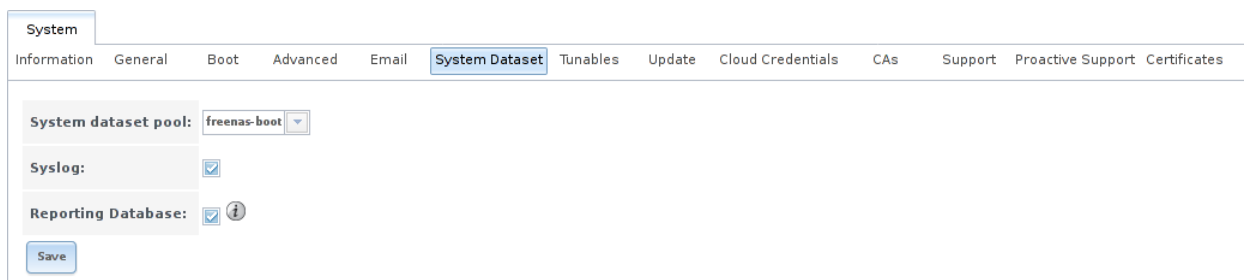 System
Information General Boot Advanced Email System Dataset Tunables Update Cloud Credentials CAs Support Proactive Support Certificates
System dataset pool: freenas-boot
Syslog:
Reporting Database: i
Save